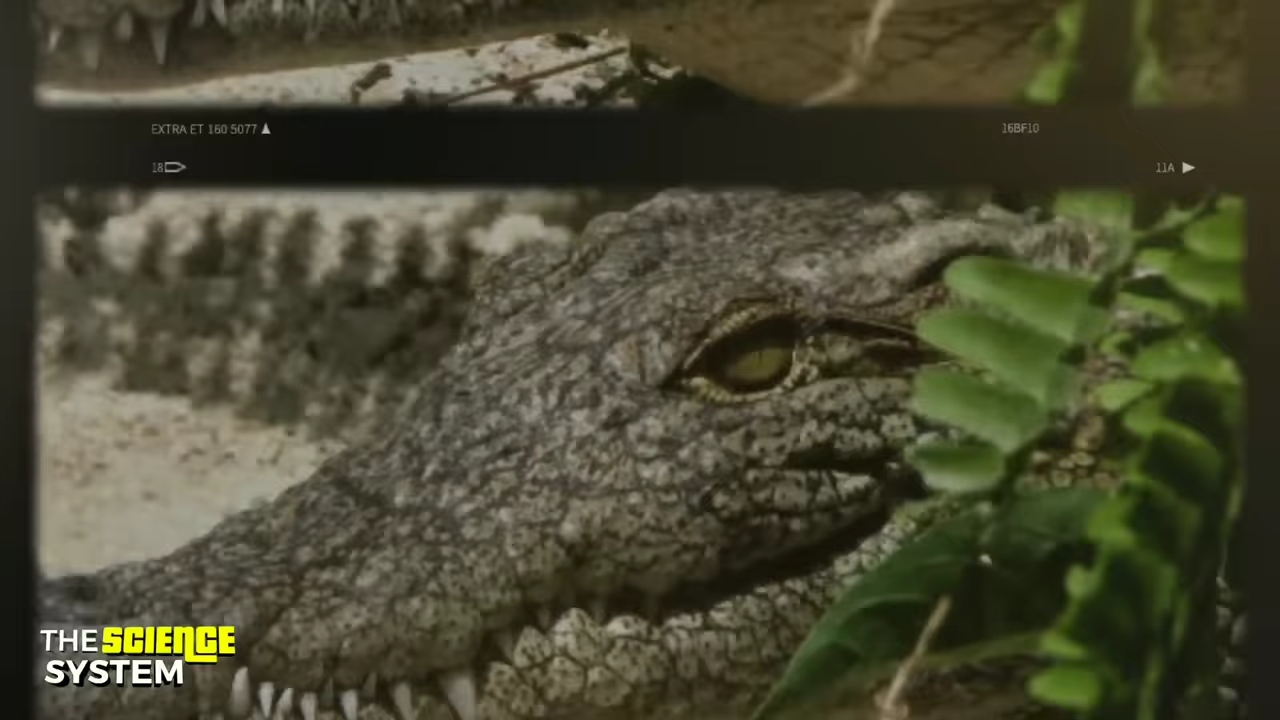 EXTRA ET 160 5077
16BF10
18
11A
THE SCIENCE
SYSTEM